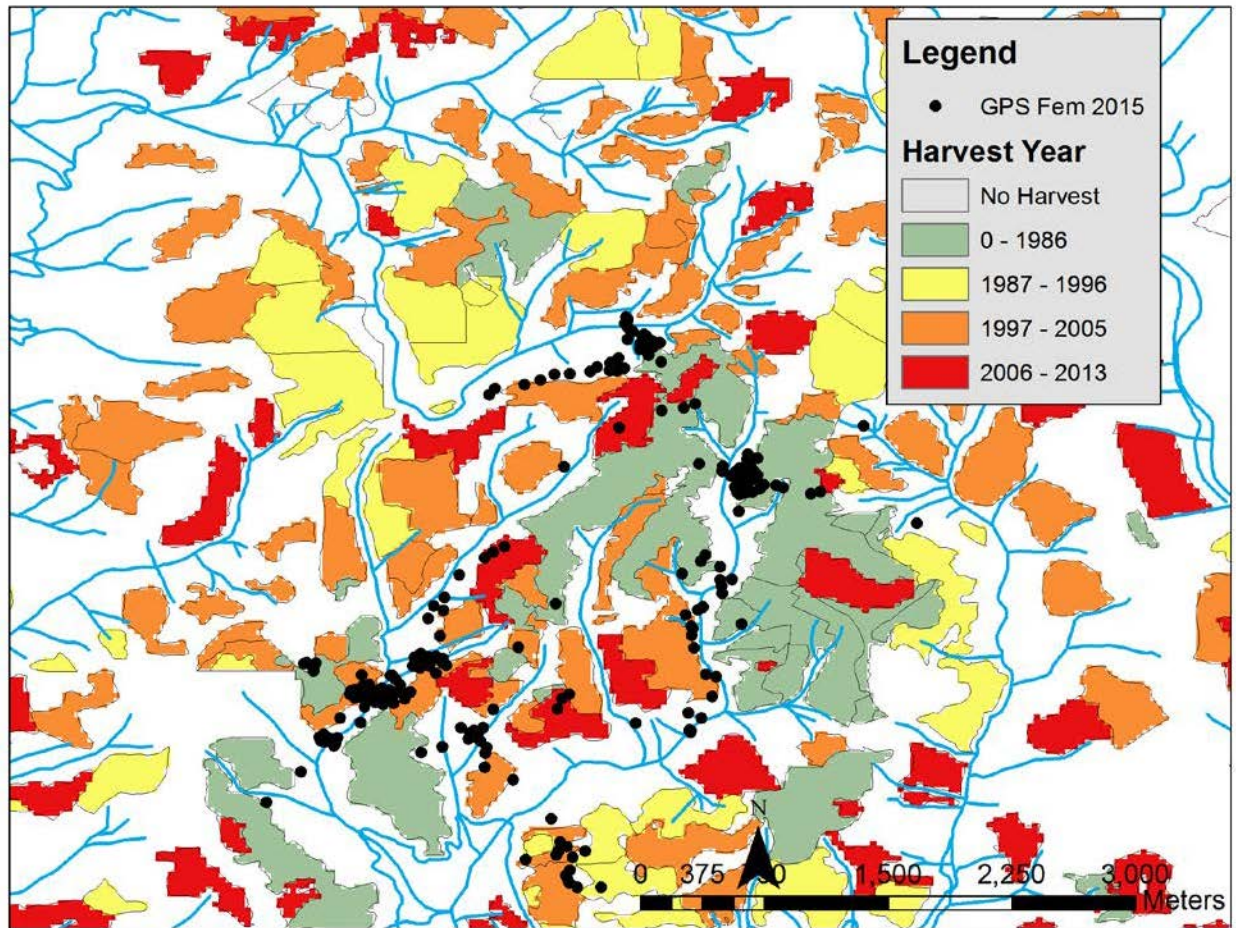 Legend
GPS Fem 2015
Harvest Year
No Harvest
0 - 1986
1987 - 1996
1997 - 2005
2006 - 2013
N
0 375 1,500 2,250 3,000
Meters